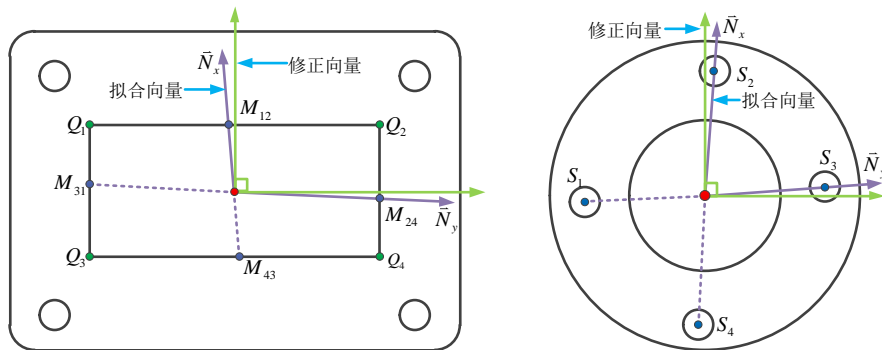 N⃗ₓ
修正向量
拟合向量
M₁₂
Q₁
Q₂
M₃₁
M₂₄
N⃗ᵧ
Q₃
M₄₃
Q₄
修正向量
N⃗ₓ
S₂
拟合向量
S₁
S₃
S₄